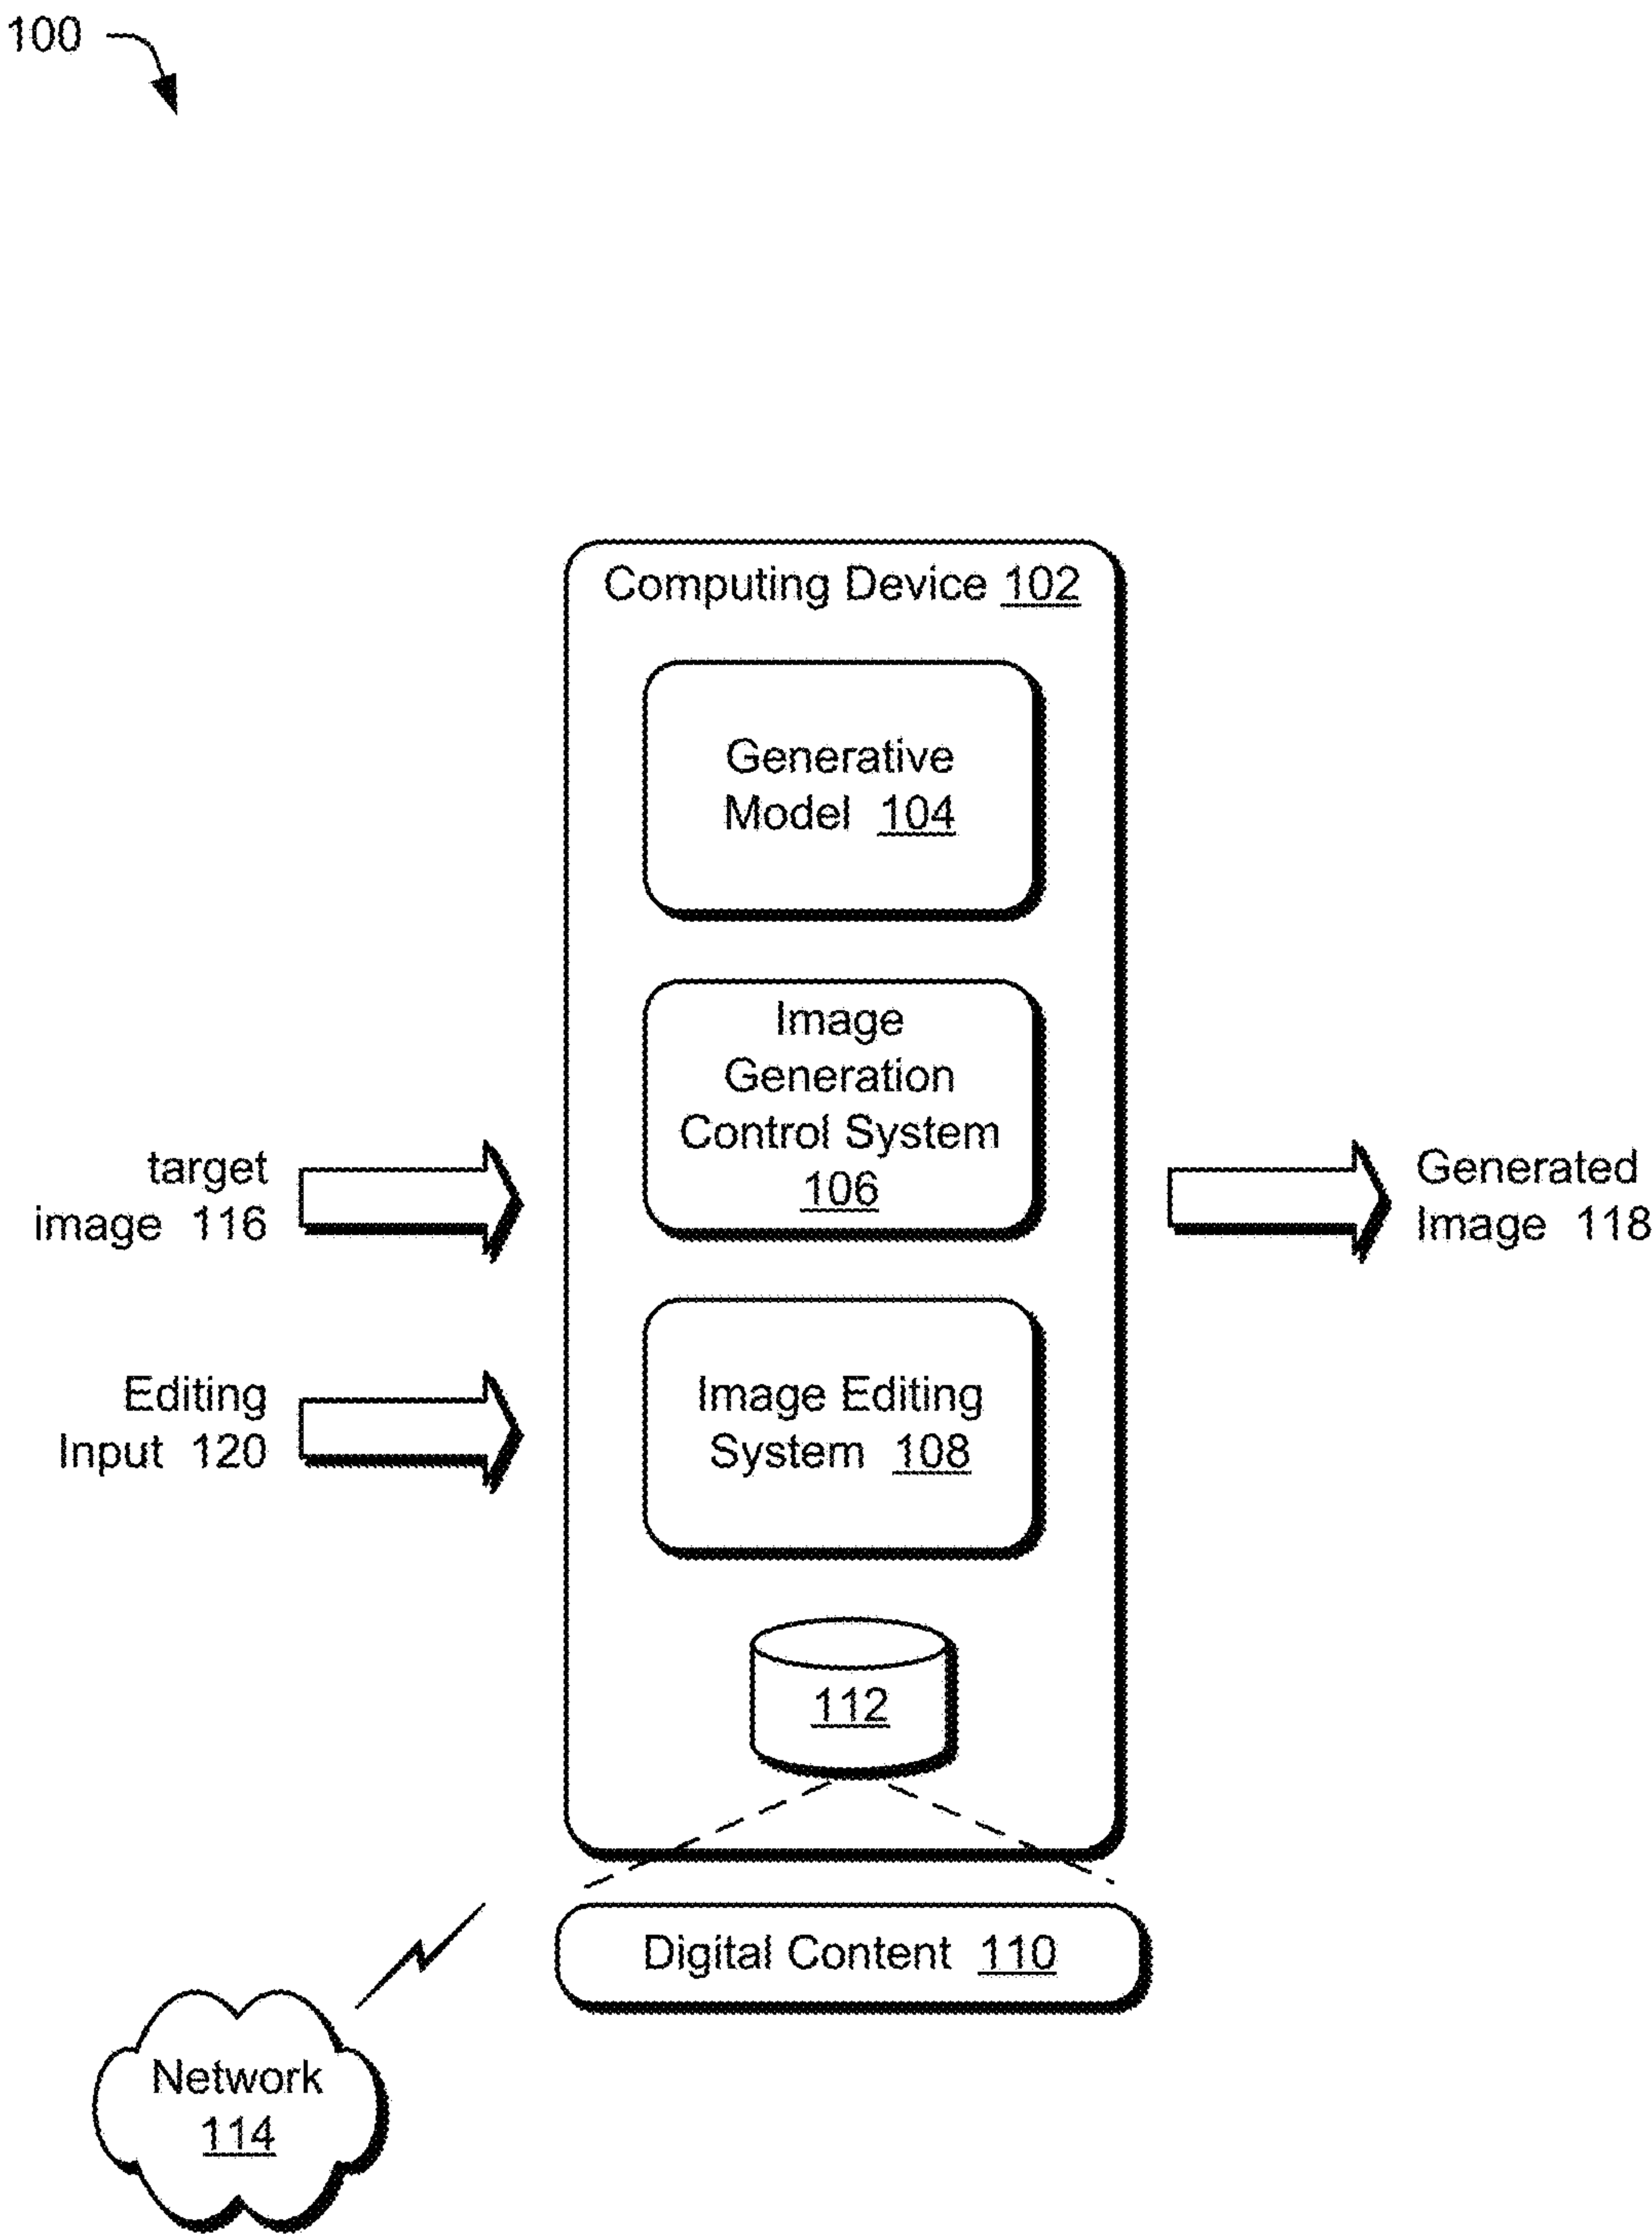 100
Computing Device 102
Generative
Model 104
Image
Generation
Control System
106
target
image 116
Generated
Image 118
Editing
Input 120
Image Editing
System 108
112
Digital Content 110
Network
114